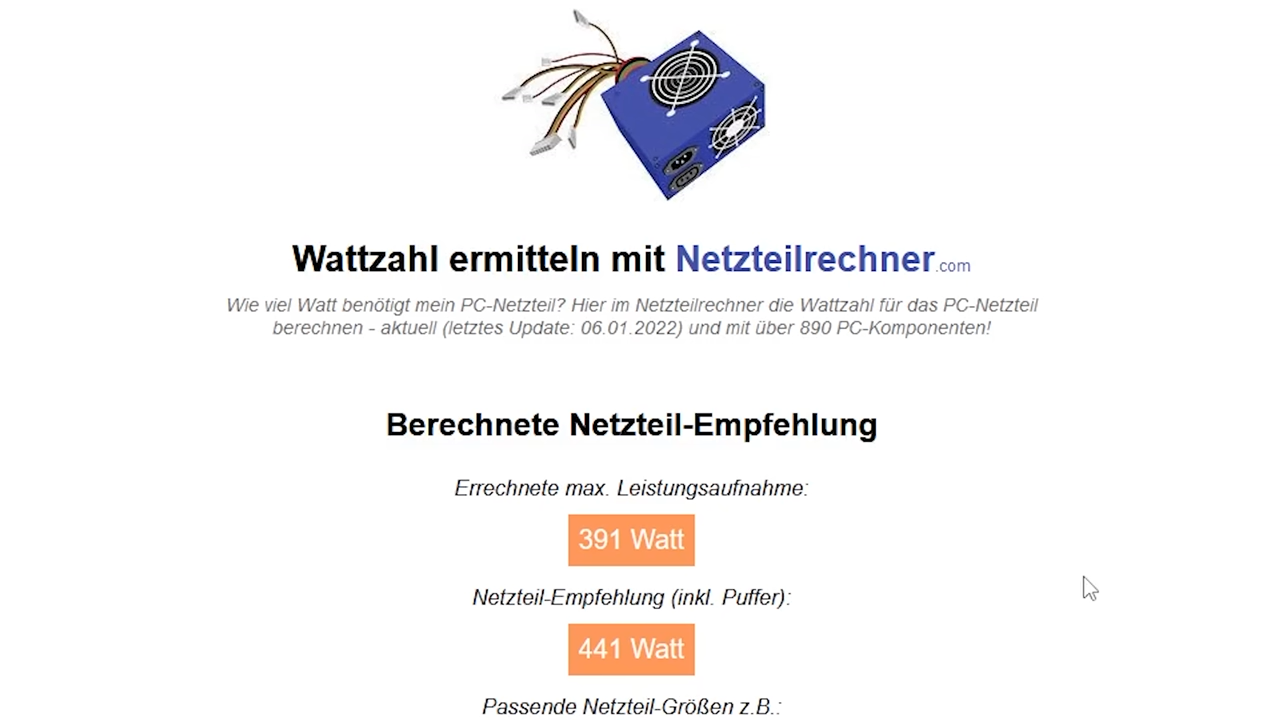 Wattzahl ermitteln mit Netzteilrechner.com
Wie viel Watt benötigt mein PC-Netzteil? Hier im Netzteilrechner die Wattzahl für das PC-Netzteil
berechnen - aktuell (letztes Update: 06.01.2022) und mit über 890 PC-Komponenten!
Berechnete Netzteil-Empfehlung
Errechnete max. Leistungsaufnahme:
391 Watt
Netzteil-Empfehlung (inkl. Puffer):
441 Watt
Passende Netzteil-Größen z.B.: